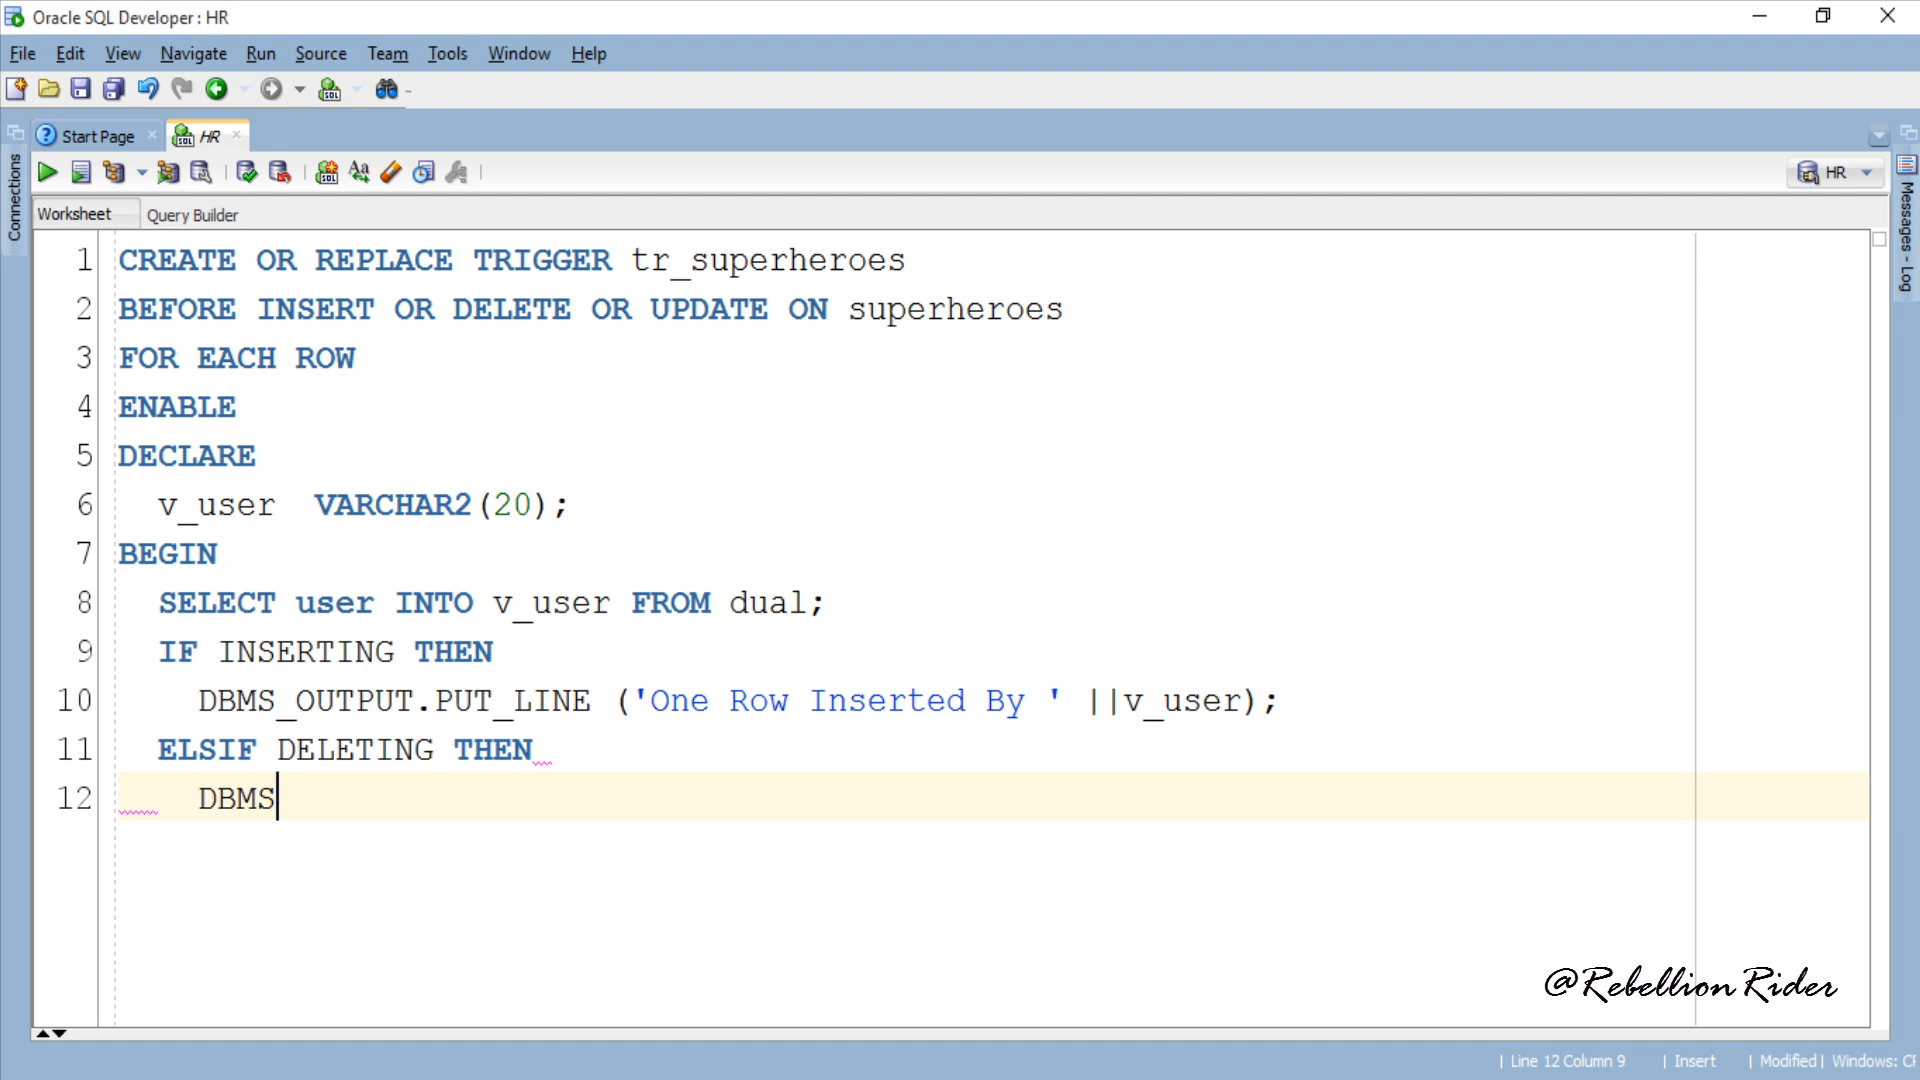 Oracle SQL Developer : HR
File Edit View Navigate Run Source Team Tools Window Help
Start Page HR
HR
Connections
Messages - Log
Worksheet Query Builder
1 CREATE OR REPLACE TRIGGER tr_superheroes
2 BEFORE INSERT OR DELETE OR UPDATE ON superheroes
3 FOR EACH ROW
4 ENABLE
5 DECLARE
6 v_user VARCHAR2(20);
7 BEGIN
8 SELECT user INTO v_user FROM dual;
9 IF INSERTING THEN
10 DBMS_OUTPUT.PUT_LINE ('One Row Inserted By ' ||v_user);
11 ELSIF DELETING THEN
12 DBMS
@Rebellion Rider
| Line 12 Column 9 | Insert | Modified | Windows: CF